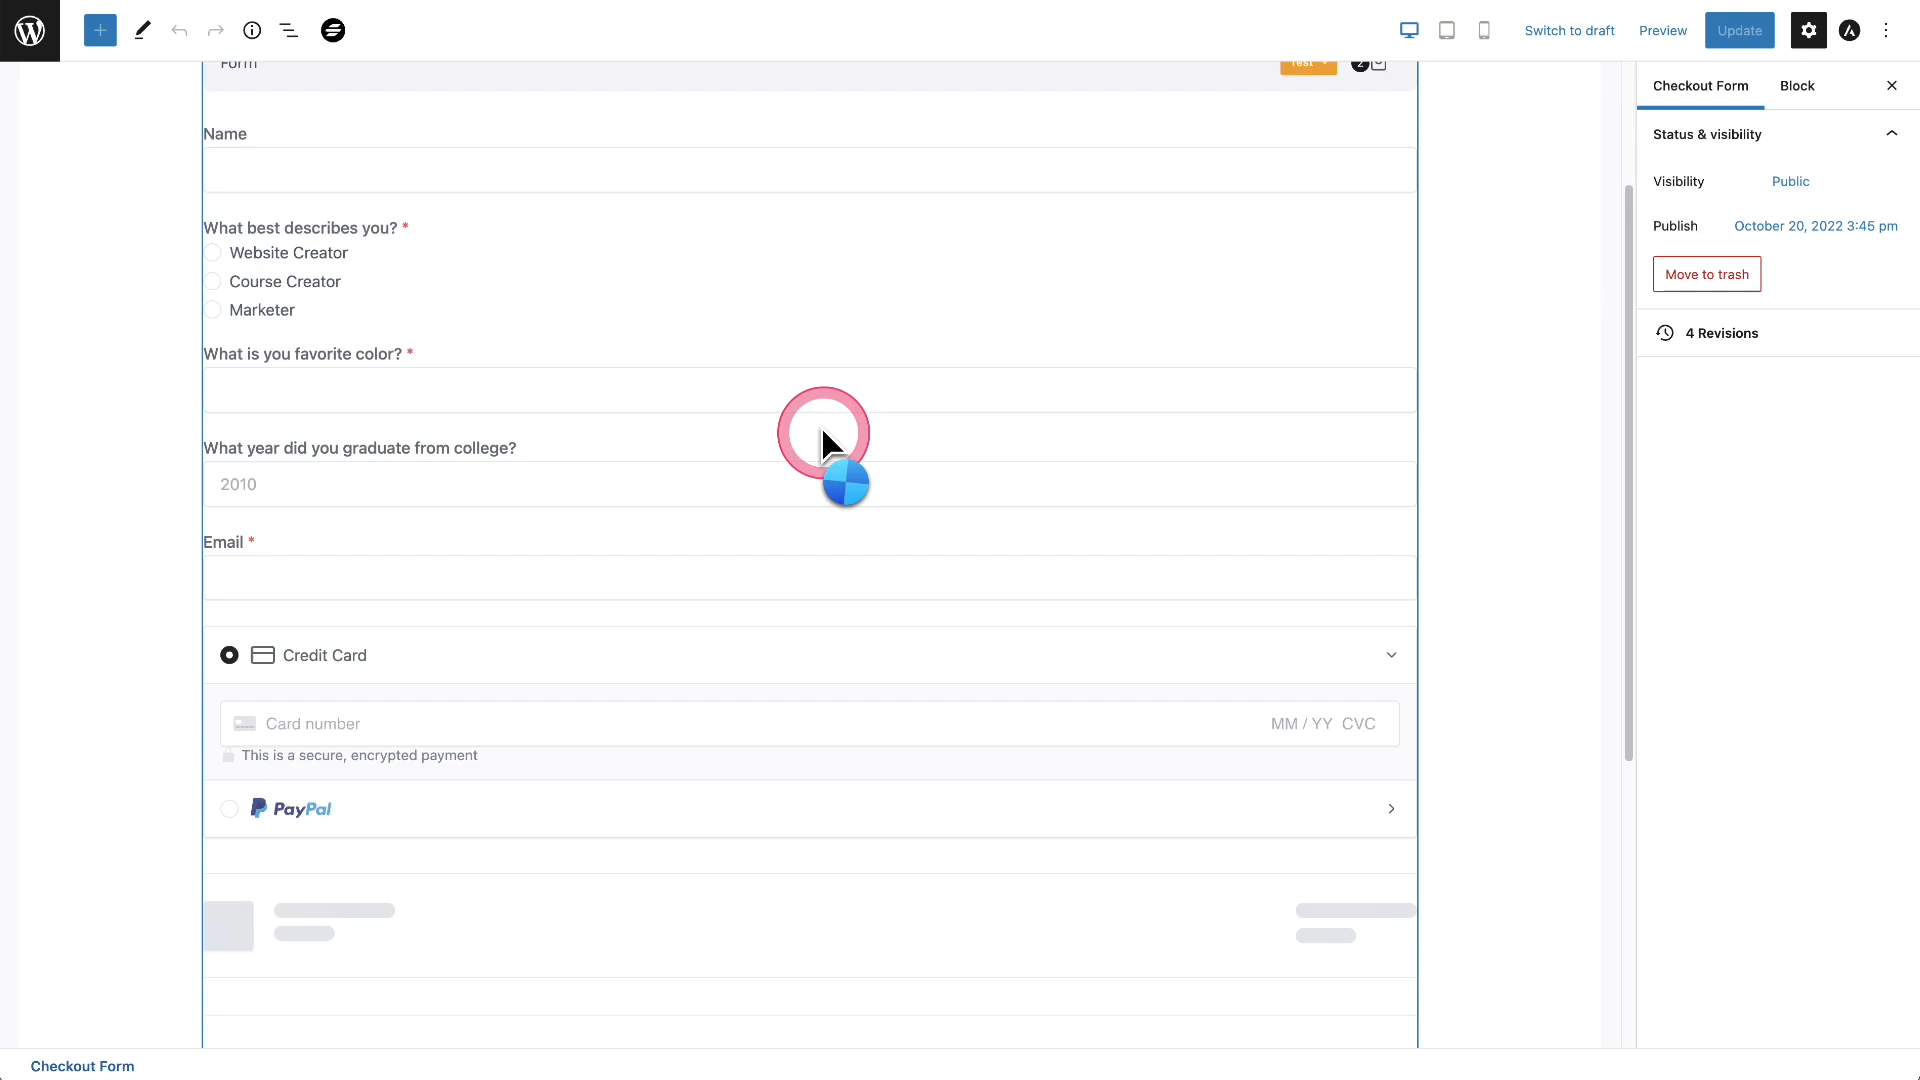 Switch to draft
Preview
Update
Form
Test
2
Checkout Form
Block
Name
Status & visibility
Visibility
Public
What best describes you? *
Publish
October 20, 2022 3:45 pm
Website Creator
Course Creator
Move to trash
Marketer
4 Revisions
What is you favorite color? *
What year did you graduate from college?
2010
Email *
Credit Card
Card number
MM / YY CVC
This is a secure, encrypted payment
PayPal
Checkout Form